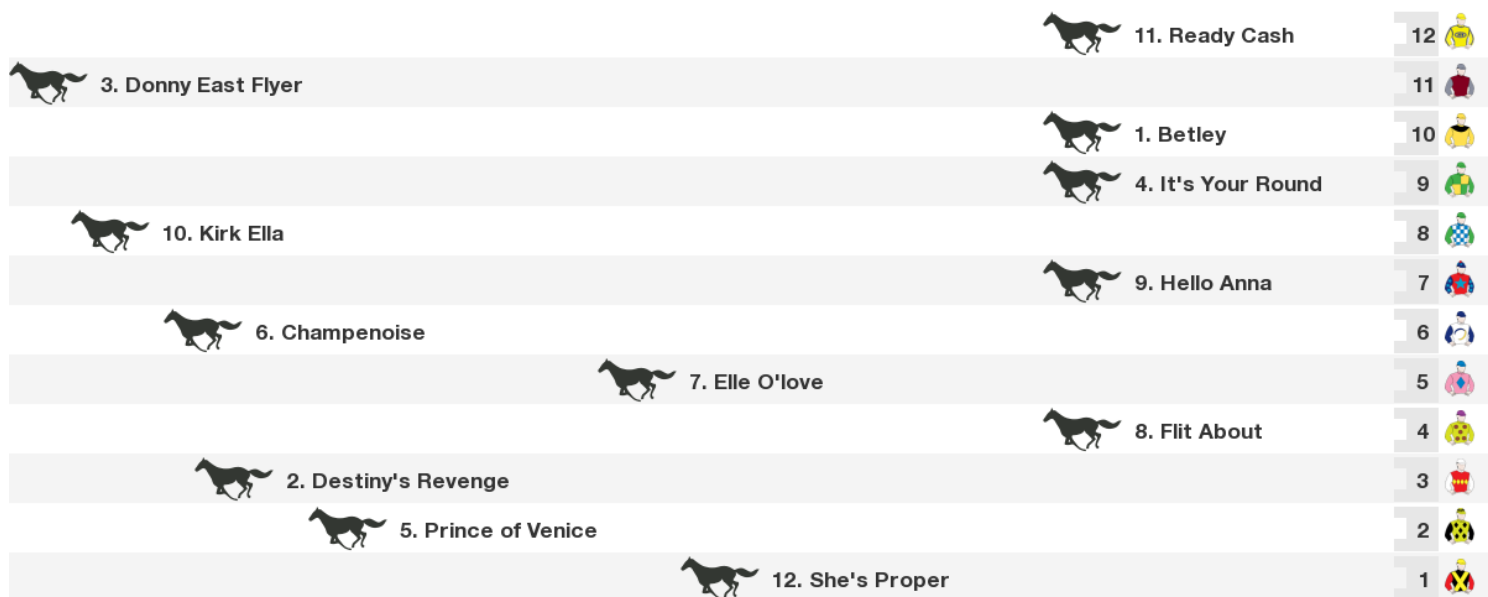 11. Ready Cash 12
3. Donny East Flyer 11
1. Betley 10
4. It's Your Round 9
10. Kirk Ella 8
9. Hello Anna 7
6. Champenoise 6
7. Elle O'love 5
8. Flit About 4
2. Destiny's Revenge 3
5. Prince of Venice 2
12. She's Proper 1